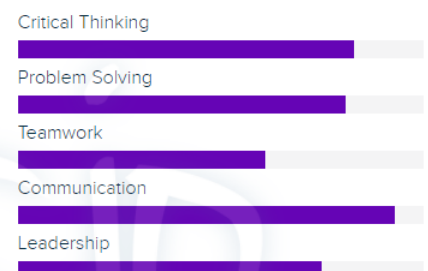 Critical Thinking
Problem Solving
Teamwork
Communication
Leadership